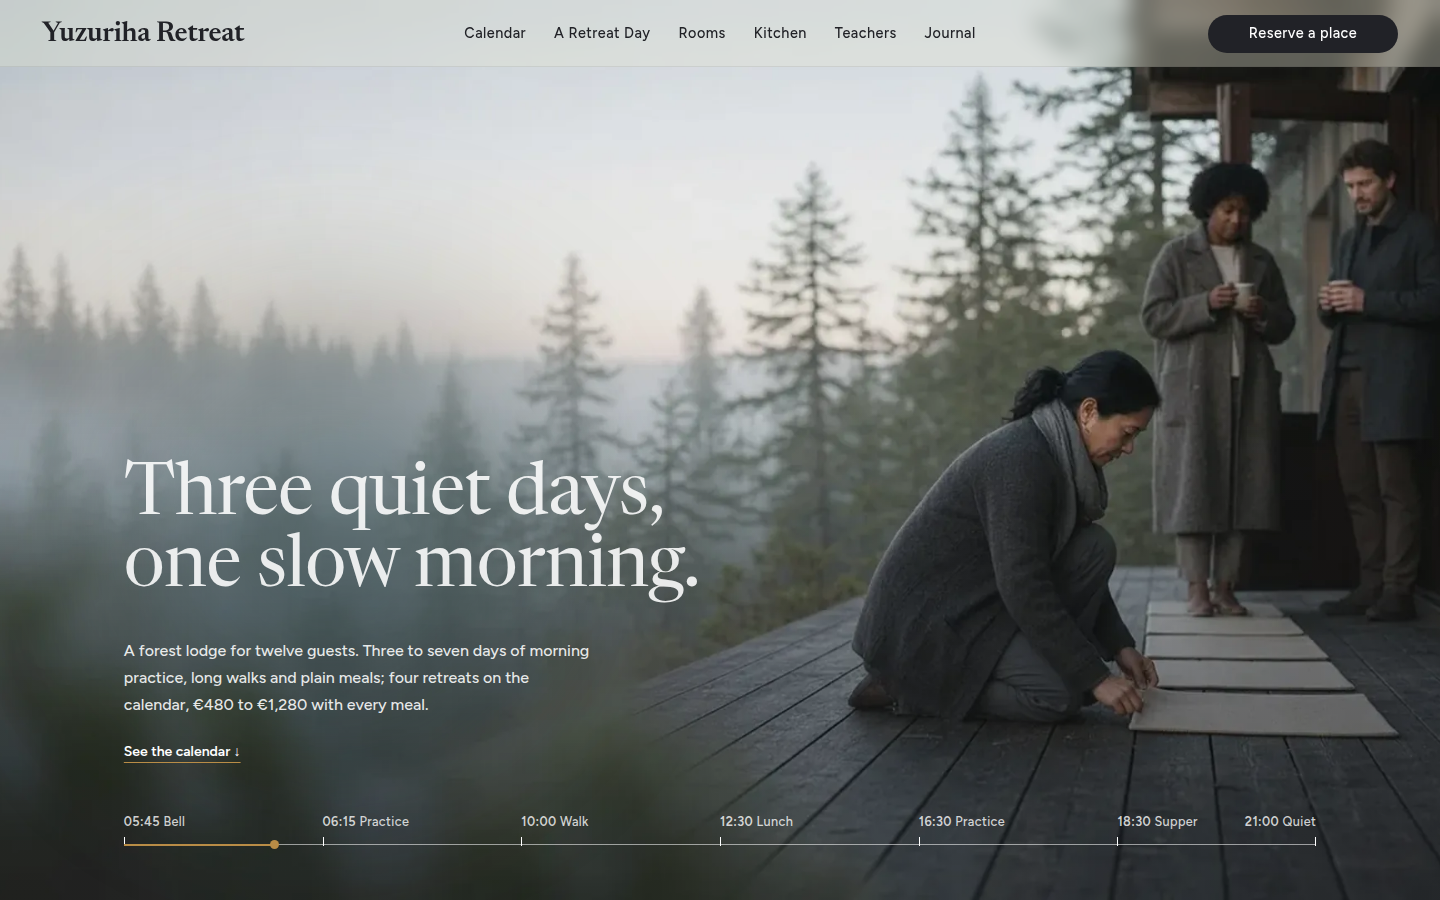 Yuzuriha Retreat
Calendar
A Retreat Day
Rooms
Kitchen
Teachers
Journal
Reserve a place
Three quiet days,
one slow morning.
A forest lodge for twelve guests. Three to seven days of morning
practice, long walks and plain meals; four retreats on the
calendar, €480 to €1,280 with every meal.
See the calendar ↓
05:45 Bell
06:15 Practice
10:00 Walk
12:30 Lunch
16:30 Practice
18:30 Supper
21:00 Quiet